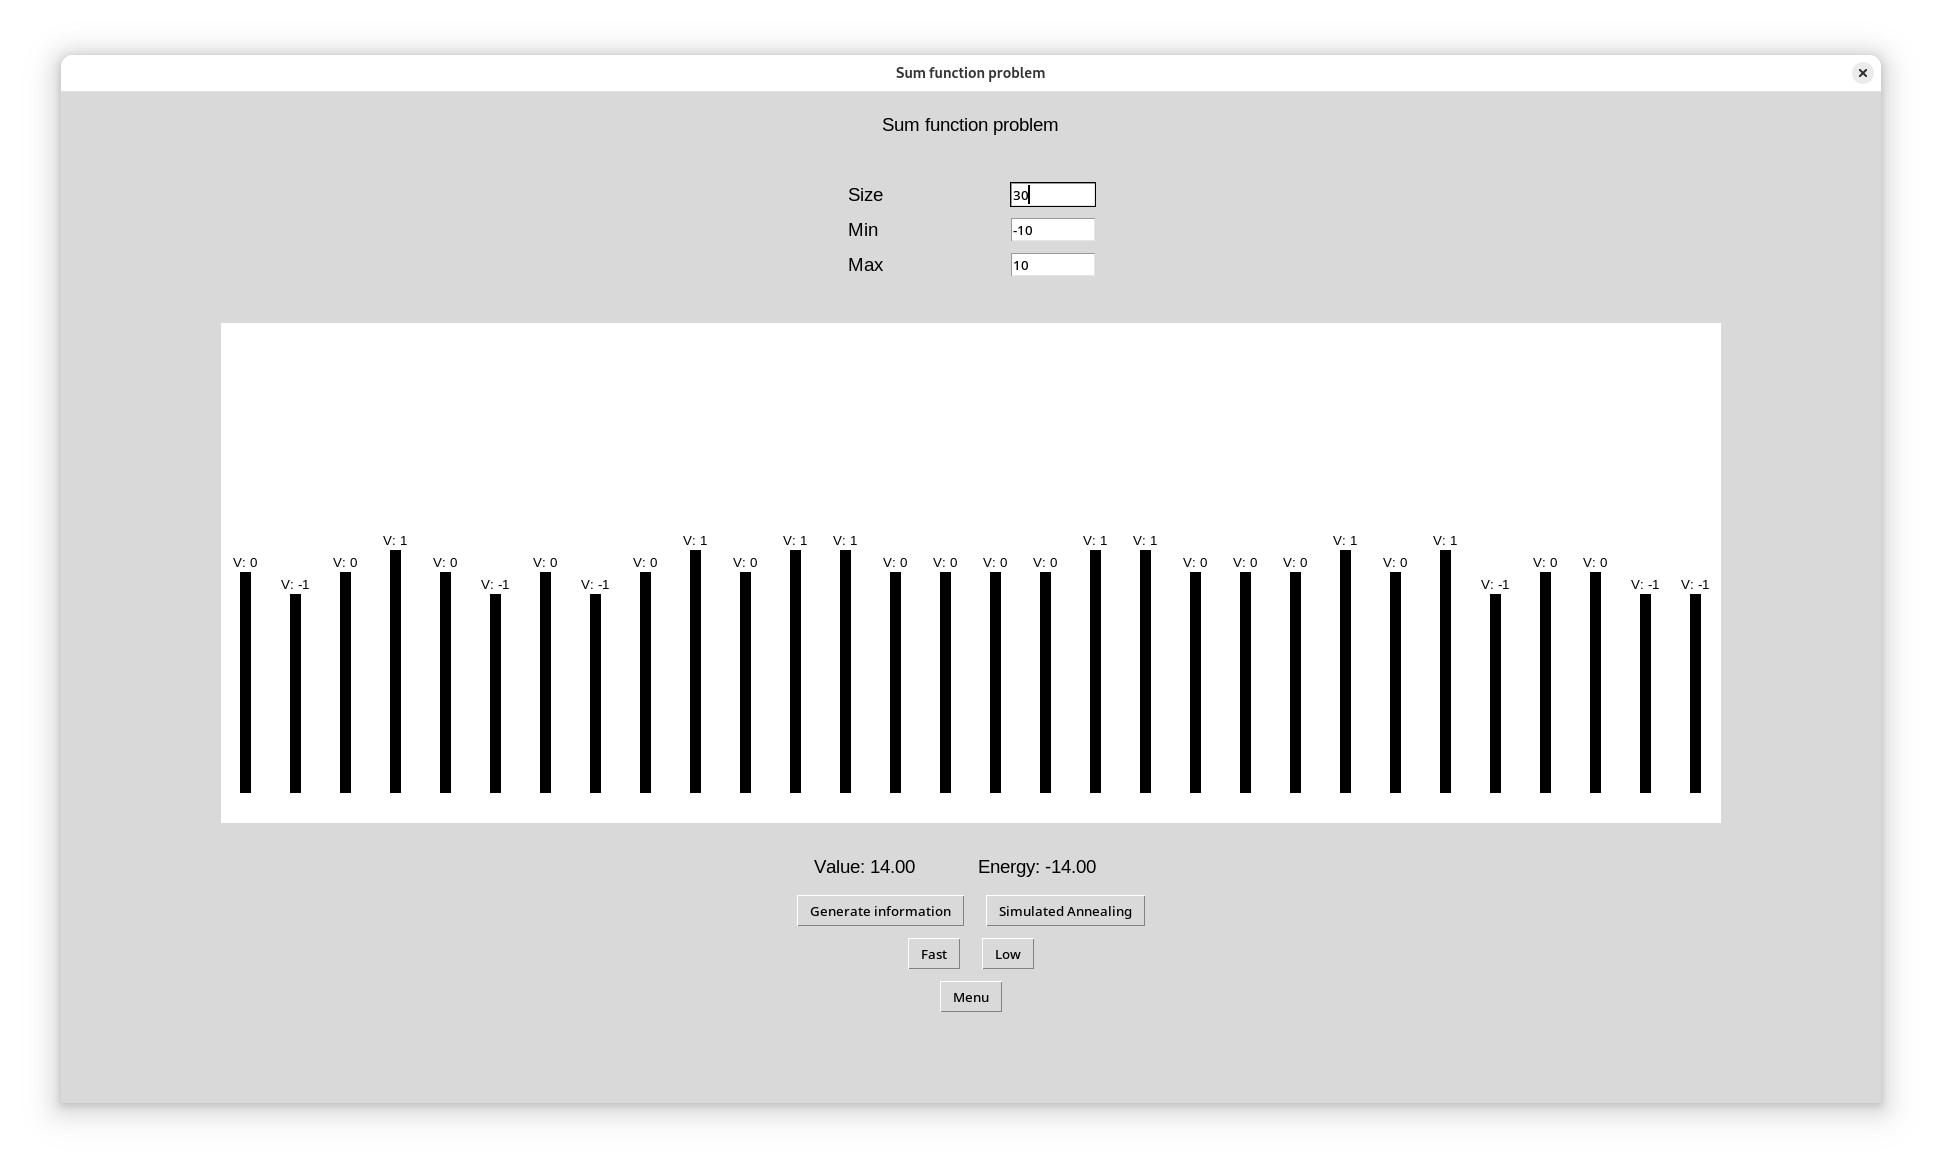 Sum function problem
Sum function problem
Size 30
Min -10
Max 10
V: 0 V: -1 V: 0 V: 1 V: 0 V: -1 V: 0 V: -1 V: 0 V: 1 V: 0 V: 1 V: 1 V: 0 V: 0 V: 0 V: 0 V: 1 V: 1 V: 0 V: 0 V: 0 V: 1 V: 0 V: 1 V: -1 V: 0 V: 0 V: -1 V: -1
Value: 14.00 Energy: -14.00
Generate information Simulated Annealing
Fast Low
Menu